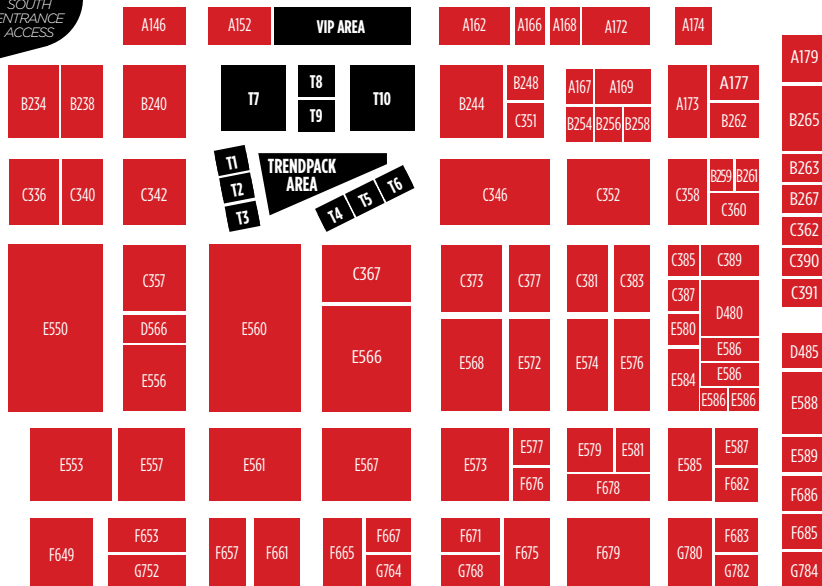 SOUTH
ENTRANCE
ACCESS
A146
A152
VIP AREA
A162
A166
A168
A172
A174
A179
B234
B238
B240
T7
T8
T9
T10
B244
B248
C351
A167
A169
B254
B256
B258
A173
A177
B262
B265
T1
T2
T3
TRENDPACK
AREA
T4
T5
T6
C336
C340
C342
C346
C352
C358
B259
B261
C360
B263
B267
C362
C390
C391
E550
C357
D566
E556
E560
C367
E566
C373
C377
C381
C383
C385
C389
C387
D480
E580
E568
E572
E574
E576
E584
E586
E586
E586
E586
D485
E588
E553
E557
E561
E567
E573
E577
F676
E579
E581
F678
E585
E587
F682
E589
F686
F649
F653
G752
F657
F661
F665
F667
G764
F671
G768
F675
F679
G780
F683
G782
F685
G784